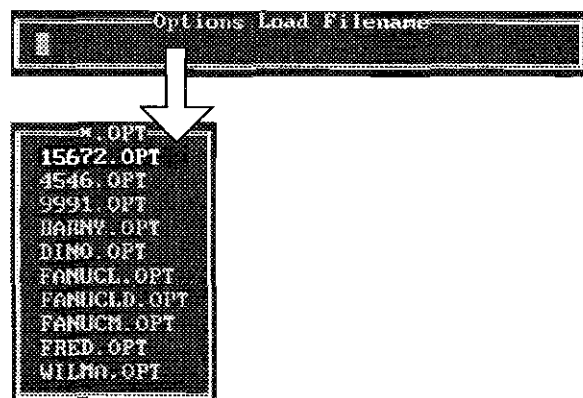 Options Load Filename
*.OPT
15672.OPT
4546.OPT
9991.OPT
BARNY.OPT
DINO.OPT
FANUCL.OPT
FANUCLD.OPT
FANUCM.OPT
FRED.OPT
WILMA.OPT